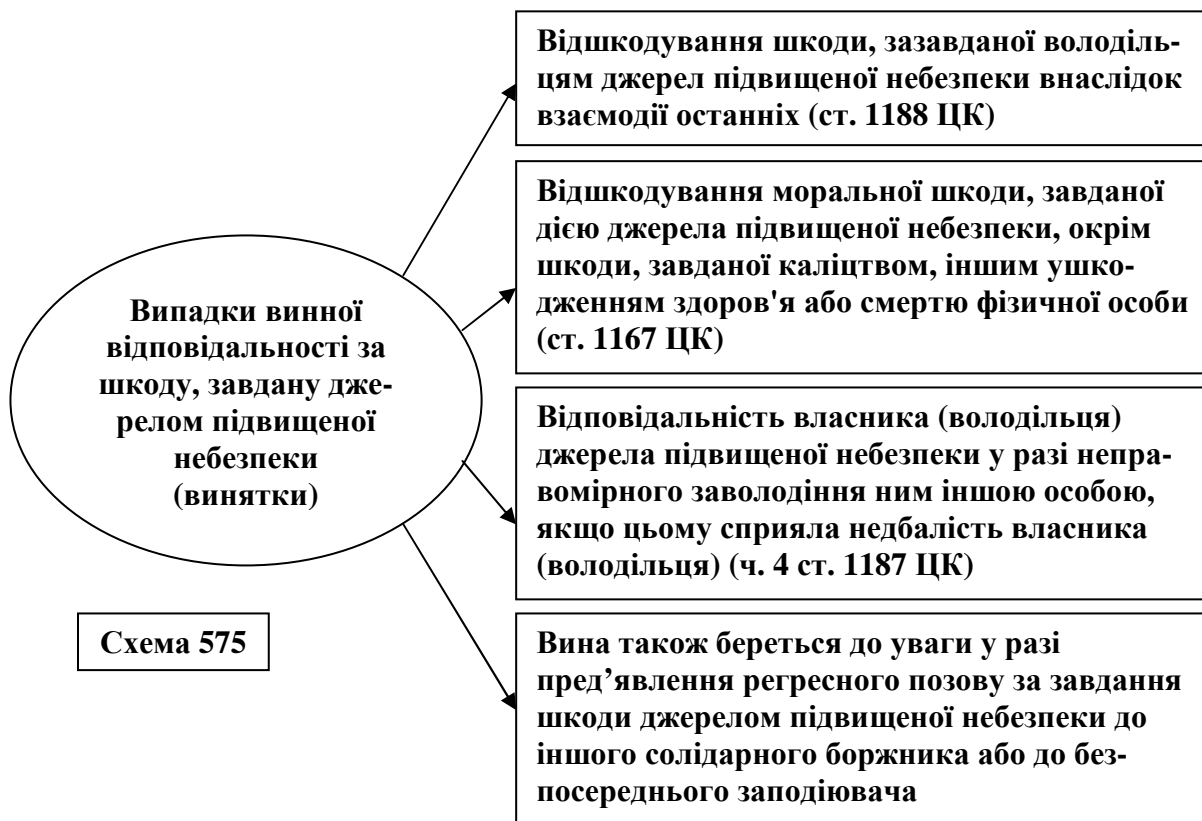 Відшкодування шкоди, зазавданої володіль-
цям джерел підвищеної небезпеки внаслідок
взаємодії останніх (ст. 1188 ЦК)
Відшкодування моральної шкоди, завданої
дією джерела підвищеної небезпеки, окрім
шкоди, завданої каліцтвом, іншим ушко-
дженням здоров'я або смертю фізичної особи
(ст. 1167 ЦК)
Випадки винної
відповідальності за
шкоду, завдану дже-
релом підвищеної
небезпеки
(винятки)
Відповідальність власника (володільця)
джерела підвищеної небезпеки у разі непра-
вомірного заволодіння ним іншою особою,
якщо цьому сприяла недбалість власника
(володільця) (ч. 4 ст. 1187 ЦК)
Схема 575
Вина також береться до уваги у разі
пред’явлення регресного позову за завдання
шкоди джерелом підвищеної небезпеки до
іншого солідарного боржника або до без-
посереднього заподіювача